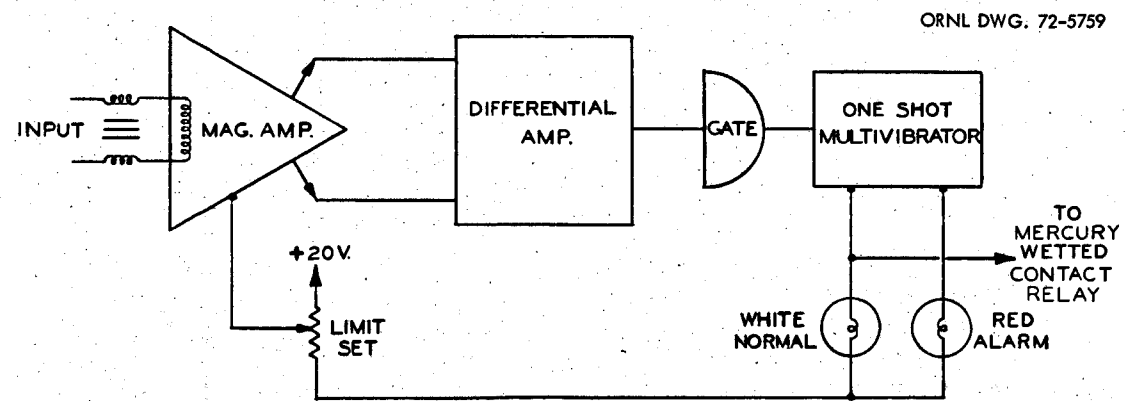 ORNL DWG. 72-5759
INPUT
MAG. AMP.
DIFFERENTIAL
AMP.
GATE
ONE SHOT
MULTIVIBRATOR
+20V.
LIMIT
SET
TO
MERCURY
WETTED
CONTACT
RELAY
WHITE
NORMAL
RED
ALARM